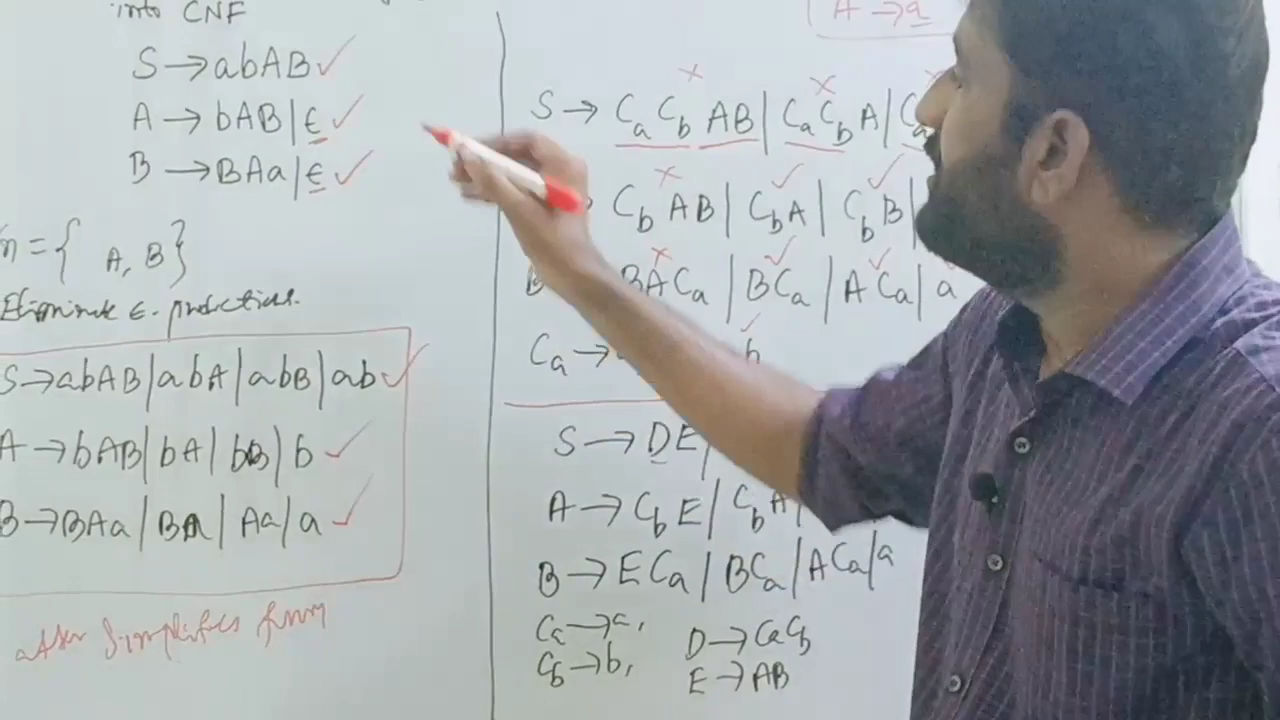 into CNF
S → abAB ✓
A → bAB | ϵ ✓
B → BAa | ϵ ✓
n = { A, B }
Eliminate ϵ-productions.
S → abAB | abA | abB | ab ✓
A → bAB | bA | bB | b ✓
B → BAa | Ba | Aa | a ✓
after simplifies form
A → a
S → CaCbAB | CaCbA | Ca
CbAB | CbA | CbB |
B BACa | BCa | ACa | a
Ca → b
S → DE |
A → CbE | CbA |
B → ECa | BCa | ACa | a
Ca → a,
Cb → b,
D → CaCb
E → AB